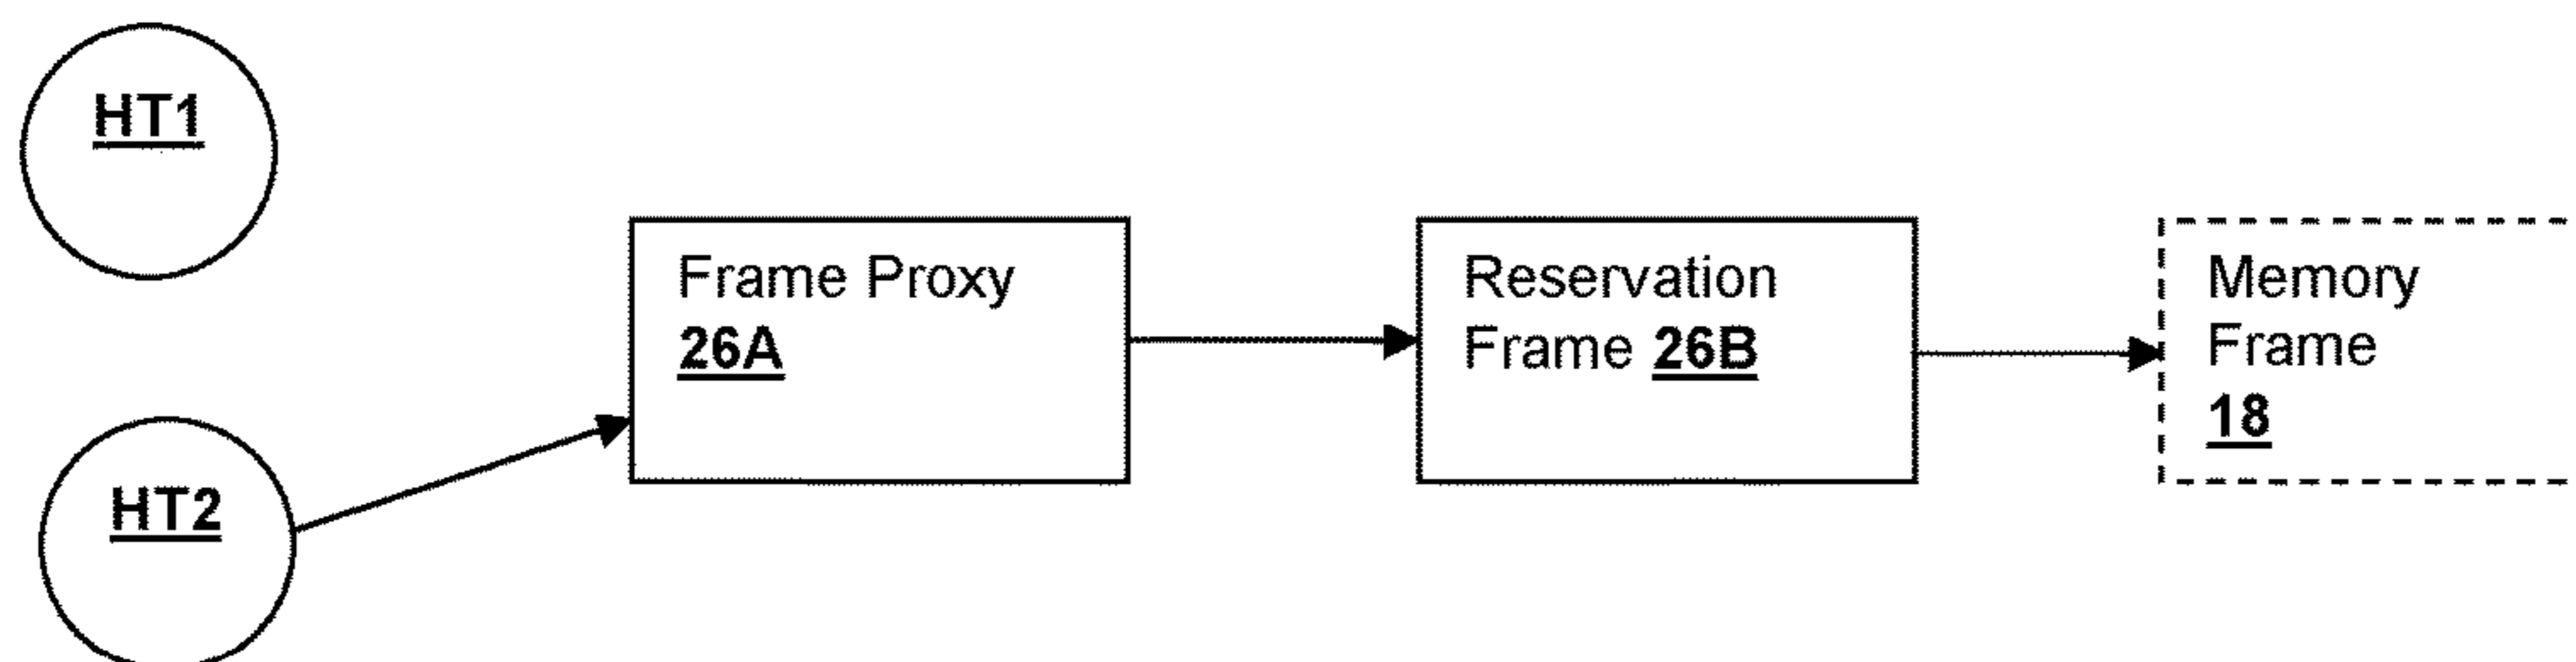 HT1
Frame Proxy
26A
Reservation
Frame 26B
Memory
Frame
18
HT2